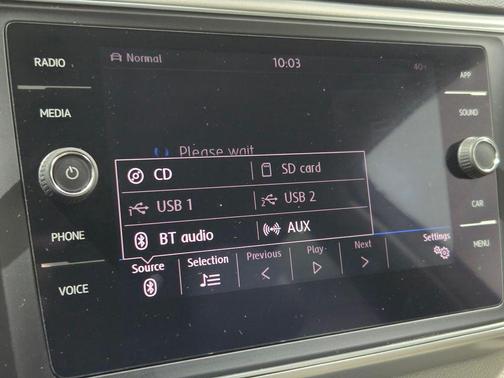 RADIO
Normal
10:03
APP
MEDIA
SOUND
Please wait
CD
SD card
USB 1
USB 2
BT audio
AUX
PHONE
CAR
Source
Selection
Previous
Play
Next
Settings
MENU
VOICE